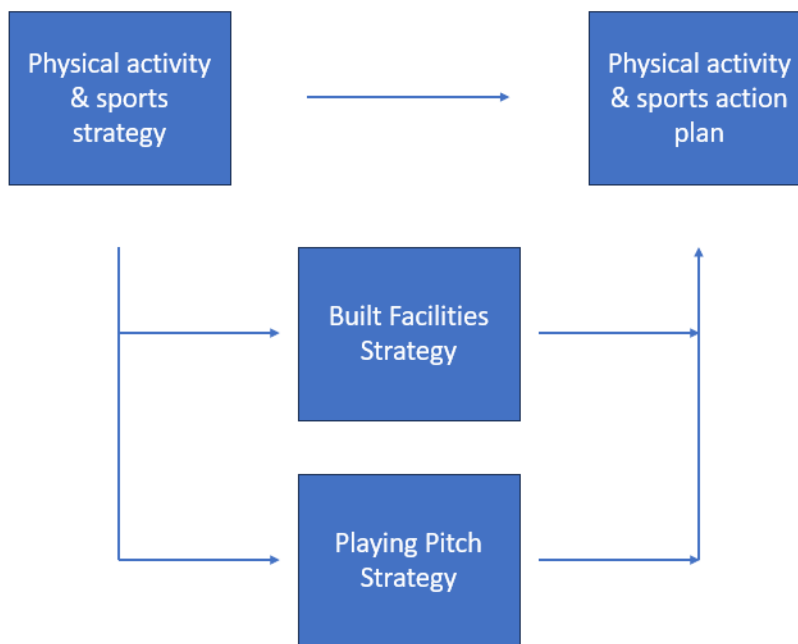 Physical activity
& sports
strategy
Physical activity
& sports action
plan
Built Facilities
Strategy
Playing Pitch
Strategy